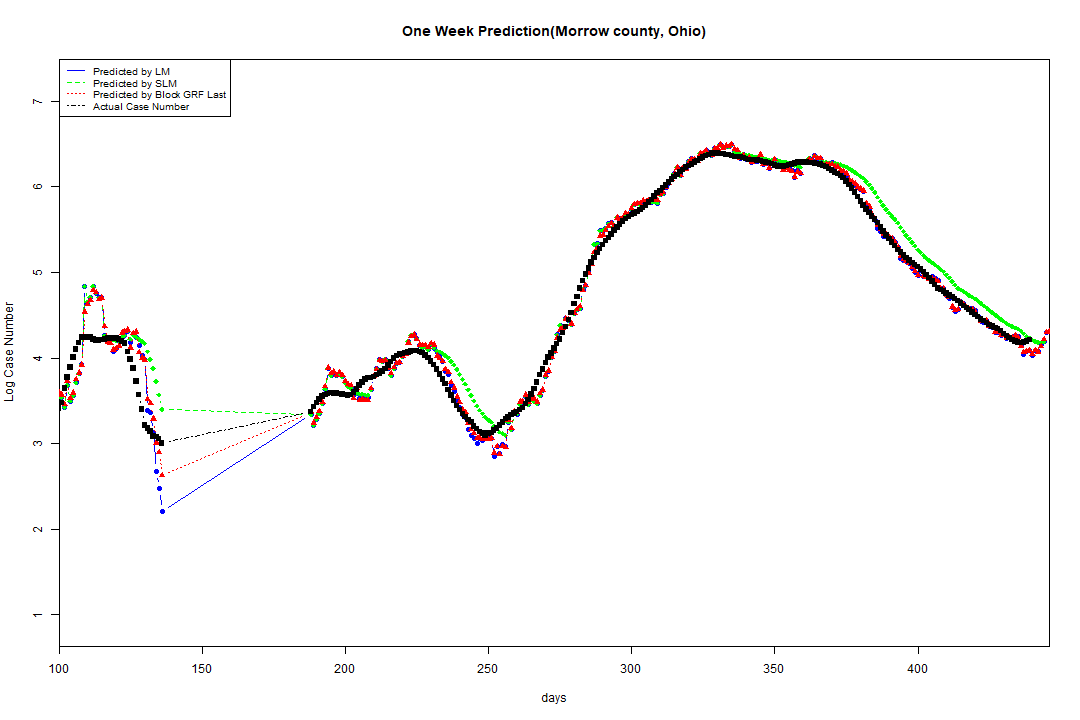 One Week Prediction(Morrow county, Ohio)
Predicted by LM
Predicted by SLM
Predicted by Block GRF Last
Actual Case Number
Log Case Number
7
6
5
4
3
2
1
100 150 200 250 300 350 400
days